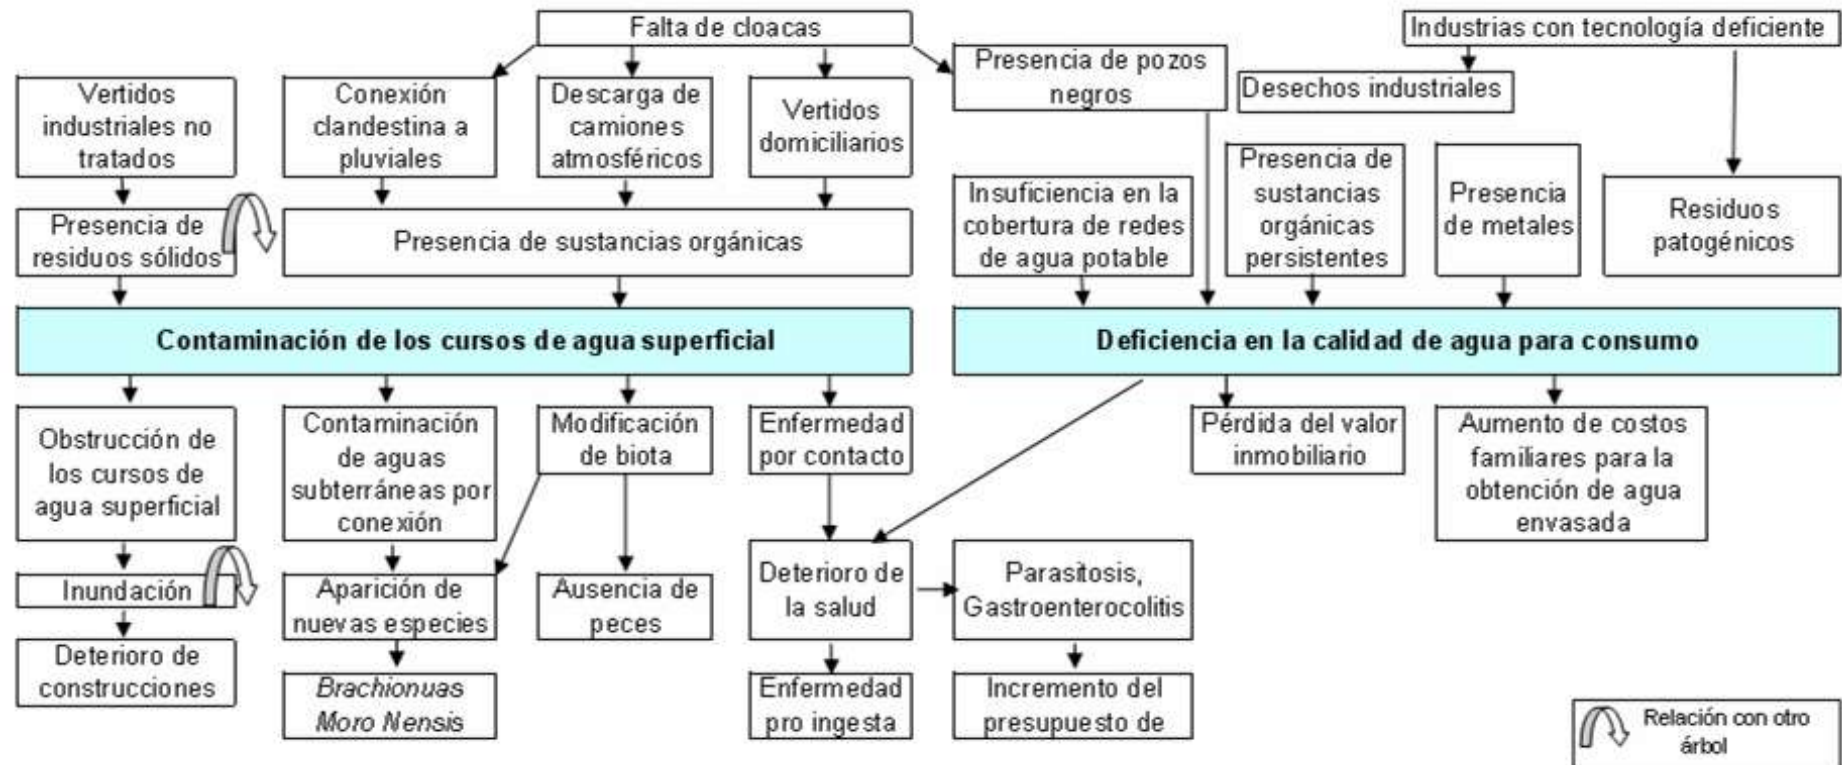 Falta de cloacas
Industrias con tecnología deficiente
Vertidos
industriales no
tratados
Conexión
clandestina a
pluviales
Descarga de
camiones
atmosféricos
Vertidos
domiciliarios
Presencia de pozos
negros
Desechos industriales
Presencia de
residuos sólidos
Presencia de sustancias orgánicas
Insuficiencia en la
cobertura de redes
de agua potable
Presencia de
sustancias
orgánicas
persistentes
Presencia
de metales
Residuos
patogénicos
Contaminación de los cursos de agua superficial
Deficiencia en la calidad de agua para consumo
Obstrucción de
los cursos de
agua superficial
Contaminación
de aguas
subterráneas por
conexión
Modificación
de biota
Enfermedad
por contacto
Pérdida del valor
inmobiliario
Aumento de costos
familiares para la
obtención de agua
envasada
Inundación
Aparición de
nuevas especies
Ausencia de
peces
Deterioro de
la salud
Parasitosis,
Gastroenterocolitis
Deterioro de
construcciones
Brachionuas
Moro Nensis
Enfermedad
pro ingesta
Incremento del
presupuesto de
Relación con otro
árbol